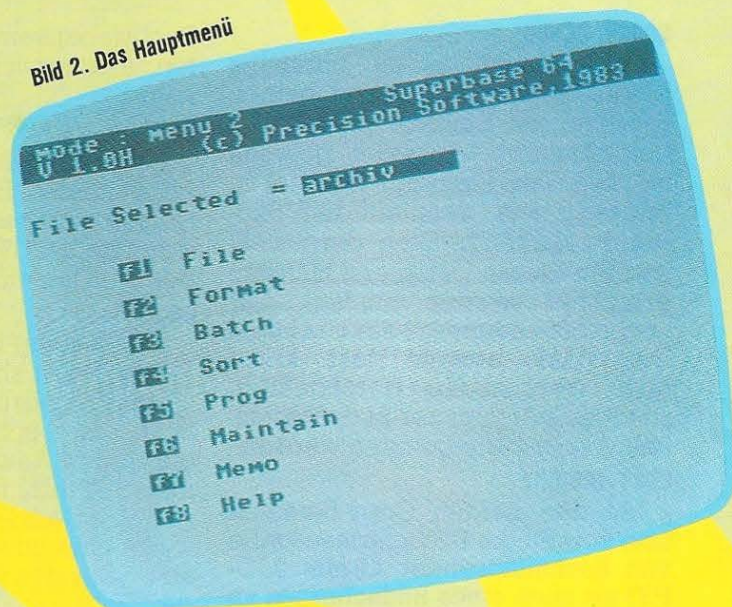 Bild 2. Das Hauptmenü
mode : menu 2 Superbase 64
V 1.0H (c) Precision Software,1983
File Selected = archiv
f1 File
f2 Format
f3 Batch
f4 Sort
f5 Prog
f6 Maintain
f7 Memo
f8 Help